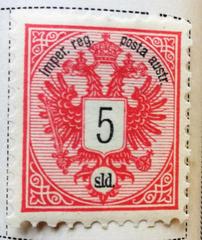 imper. reg. posta austr
5
sld.